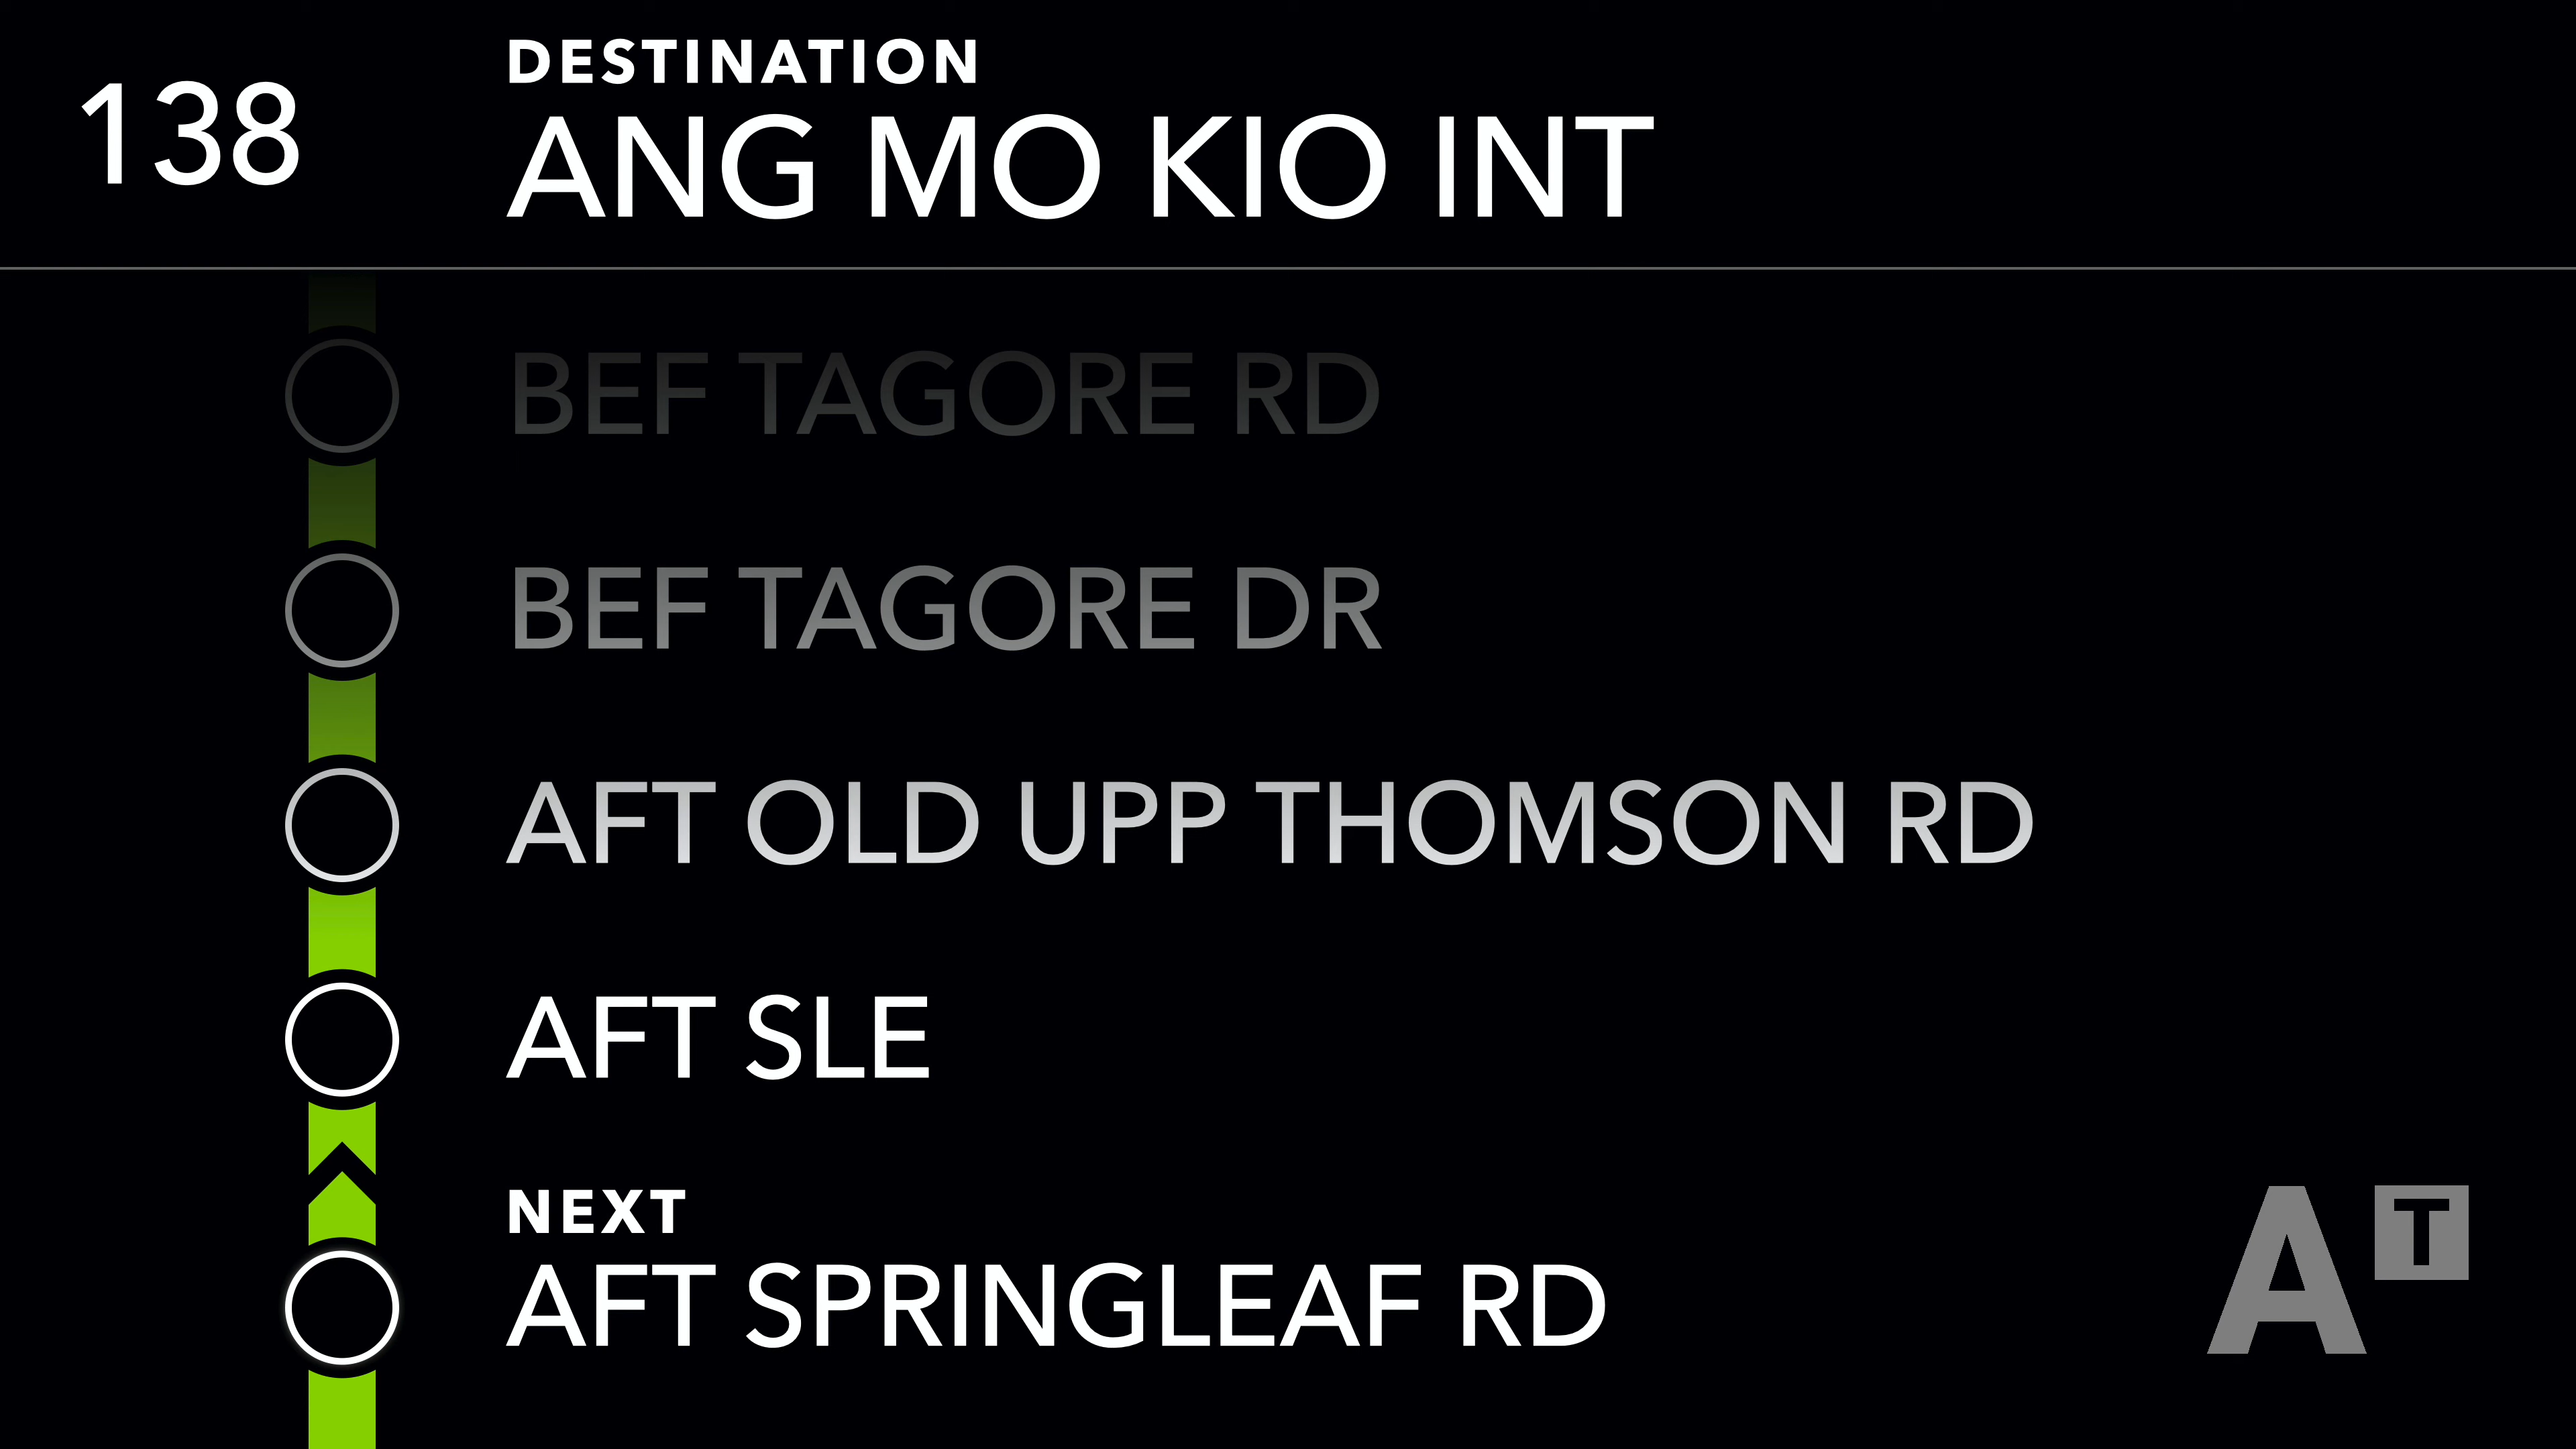 138
DESTINATION
ANG MO KIO INT
BEF TAGORE RD
BEF TAGORE DR
AFT OLD UPP THOMSON RD
AFT SLE
NEXT
AFT SPRINGLEAF RD
AT